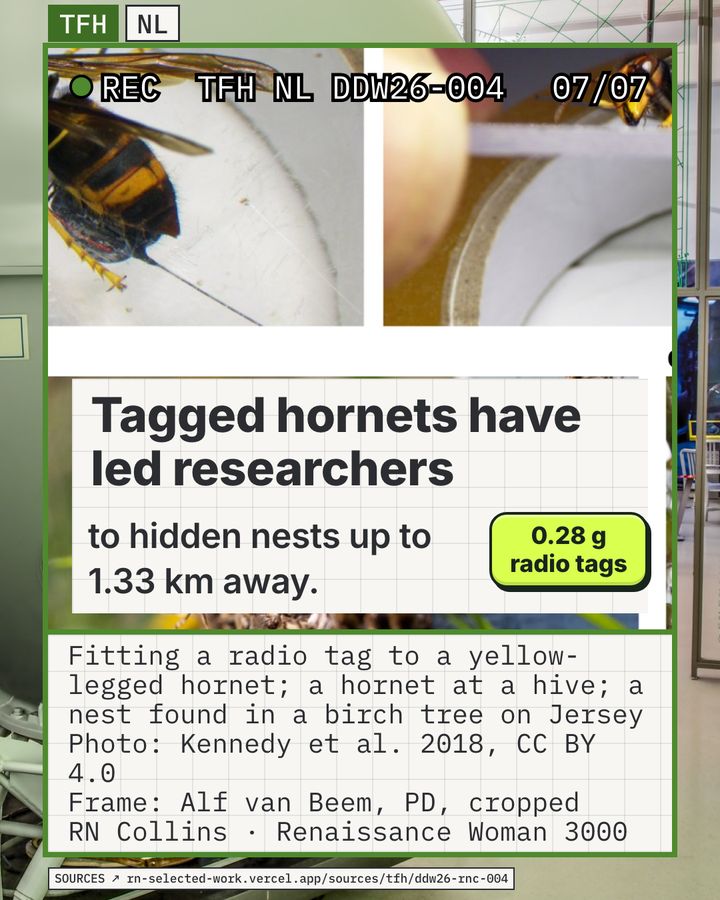 TFH NL
REC TFH NL DDW26-004 07/07
Tagged hornets have
led researchers
to hidden nests up to
1.33 km away.
0.28 g
radio tags
Fitting a radio tag to a yellow-
legged hornet; a hornet at a hive; a
nest found in a birch tree on Jersey
Photo: Kennedy et al. 2018, CC BY
4.0
Frame: Alf van Beem, PD, cropped
RN Collins · Renaissance Woman 3000
SOURCES ↗ rn-selected-work.vercel.app/sources/tfh/ddw26-rnc-004